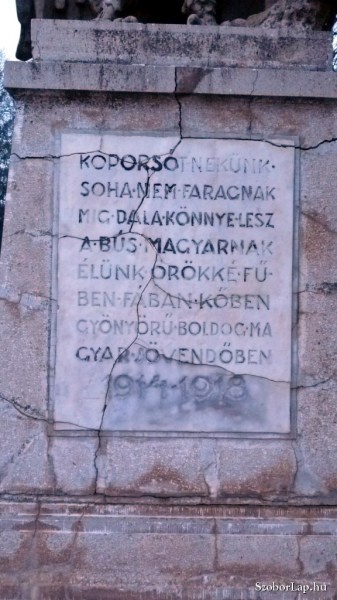 KOPORSÓT·NEKÜNK·
SOHA·NEM·FARAGNAK
MIG·DALA·KÖNNYE·LESZ
A·BÚS·MAGYARNAK
ÉLÜNK·ÖRÖKKÉ·FŰ-
BEN·FÁBAN·KŐBEN
GYÖNYÖRŰ·BOLDOG·MA
GYAR·JÖVENDŐBEN
1914-1918
SzoborLap.hu